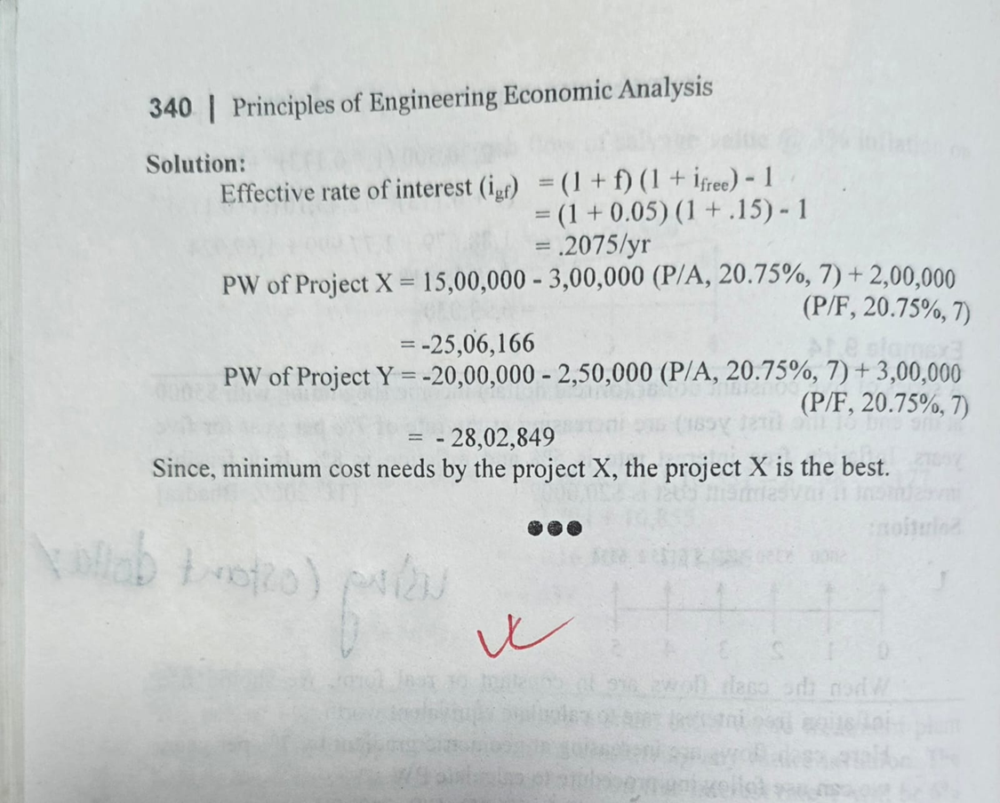 340 | Principles of Engineering Economic Analysis
Solution:
Effective rate of interest (igf) = (1 + f) (1 + ifree) - 1
= (1 + 0.05) (1 + .15) - 1
= .2075/yr
PW of Project X = 15,00,000 - 3,00,000 (P/A, 20.75%, 7) + 2,00,000
(P/F, 20.75%, 7)
= -25,06,166
PW of Project Y = -20,00,000 - 2,50,000 (P/A, 20.75%, 7) + 3,00,000
(P/F, 20.75%, 7)
= - 28,02,849
Since, minimum cost needs by the project X, the project X is the best.